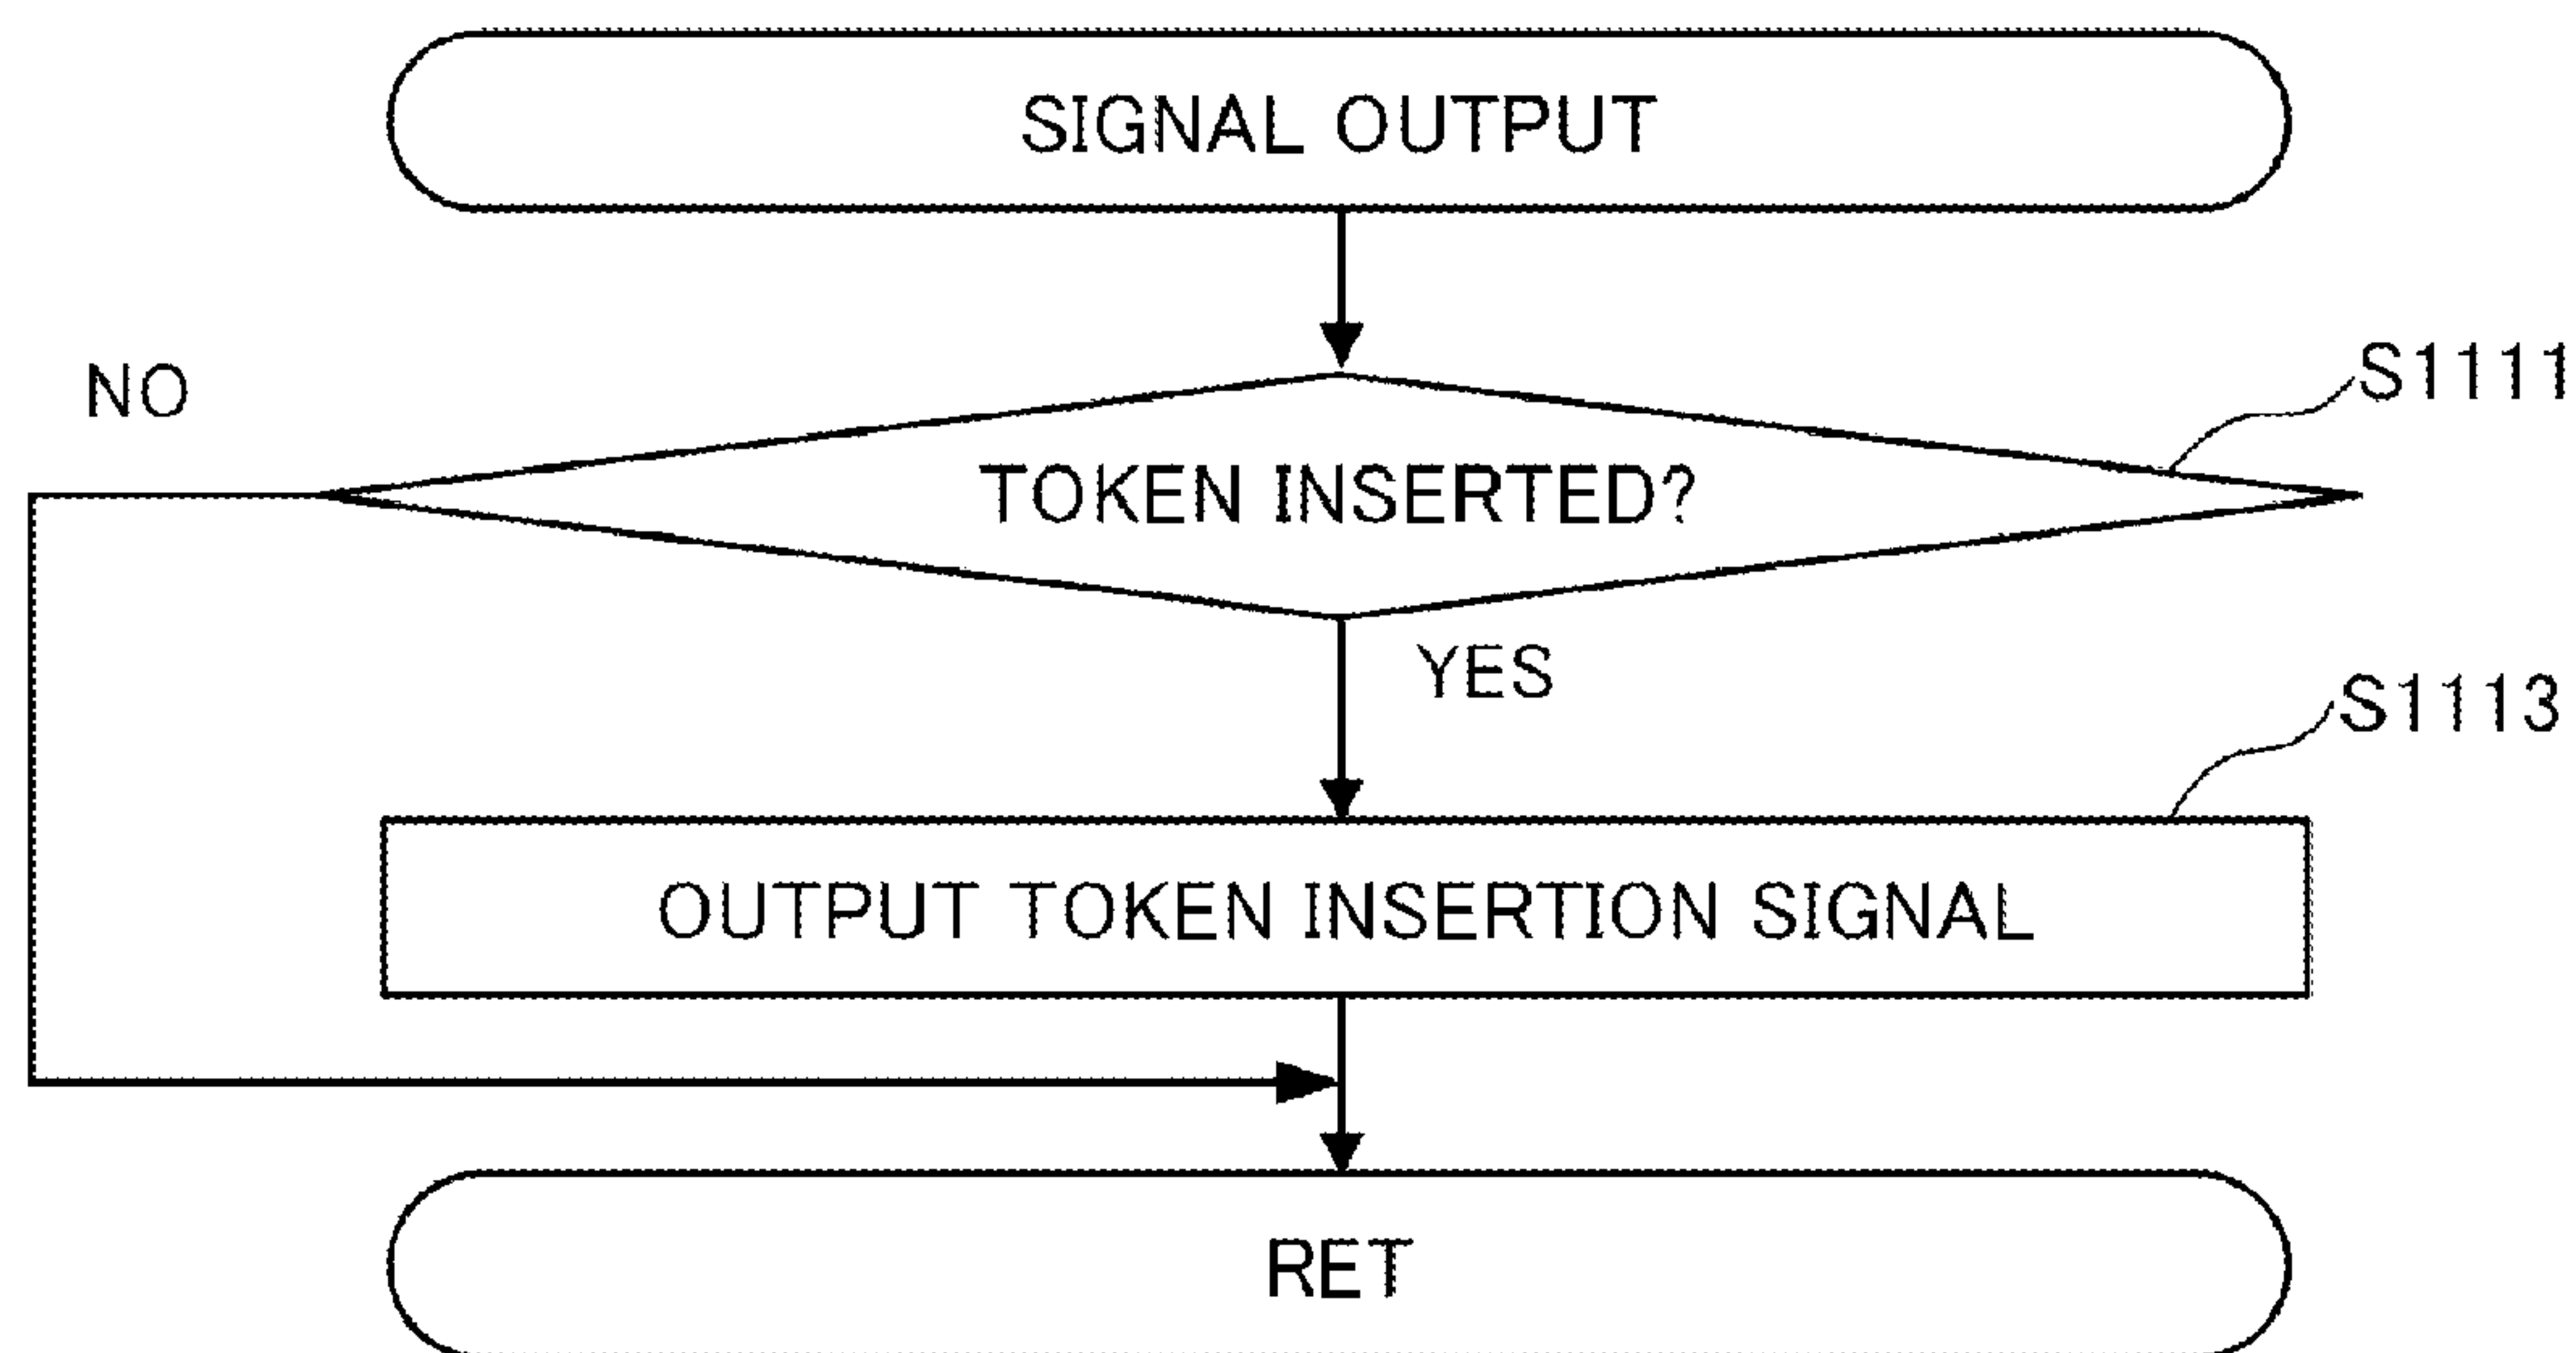 SIGNAL OUTPUT
NO
S1111
TOKEN INSERTED?
YES
S1113
OUTPUT TOKEN INSERTION SIGNAL
RET